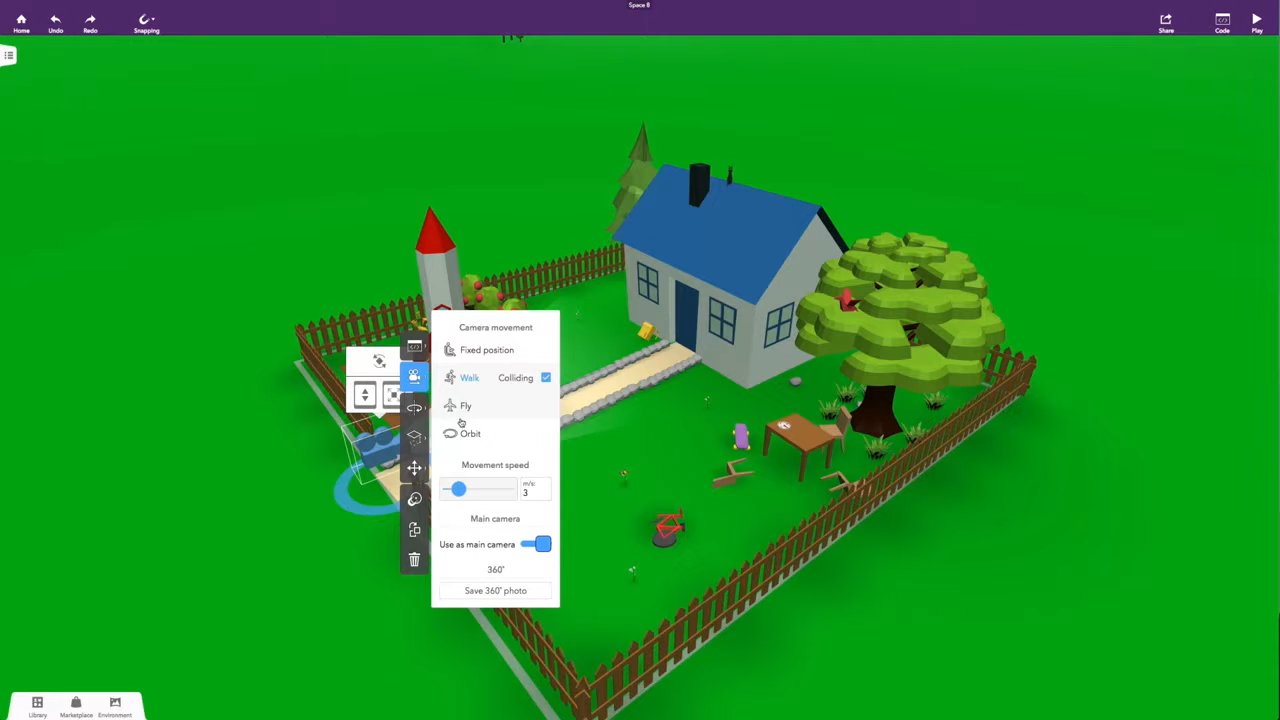 Space 8
Home
Undo
Redo
Snapping
Share
Code
Play
Camera movement
Fixed position
Walk Colliding
Fly
Orbit
Movement speed
m/s:
3
Main camera
Use as main camera
360°
Save 360° photo
Library
Marketplace
Environment